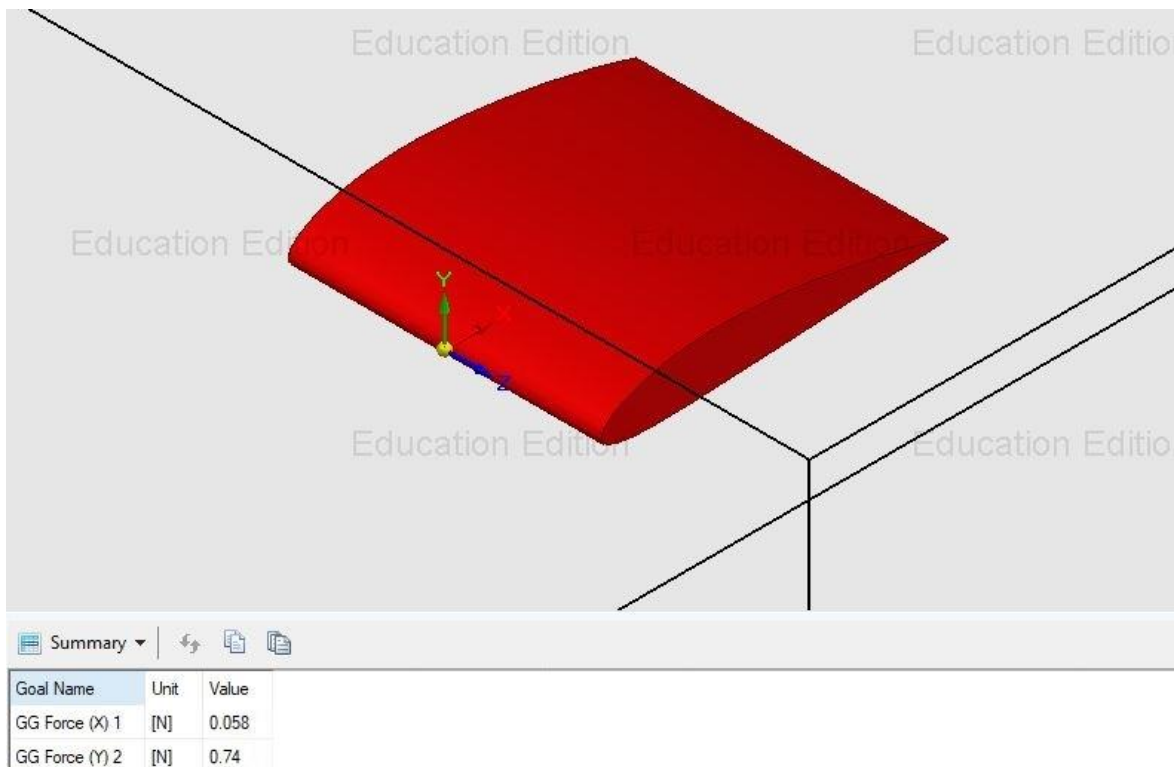 Education Edition Education Editio
Y
Education Edition Education Edition
X
Z
Education Edition Education Editio
Summary
Goal Name Unit Value
GG Force (X) 1 [N] 0.058
GG Force (Y) 2 [N] 0.74